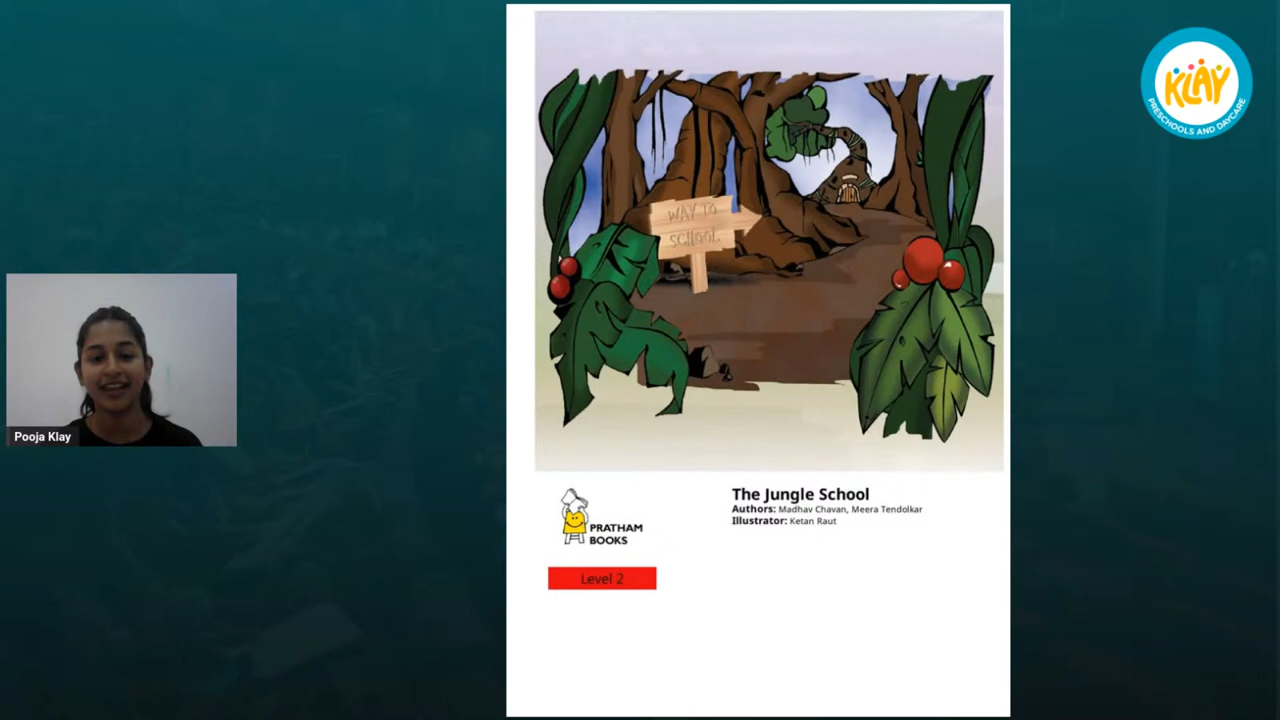 KLAY
PRESCHOOLS AND DAYCARE
WAY TO
SCHOOL.
Pooja Klay
The Jungle School
Authors: Madhav Chavan, Meera Tendolkar
Illustrator: Ketan Raut
PRATHAM
BOOKS
Level 2